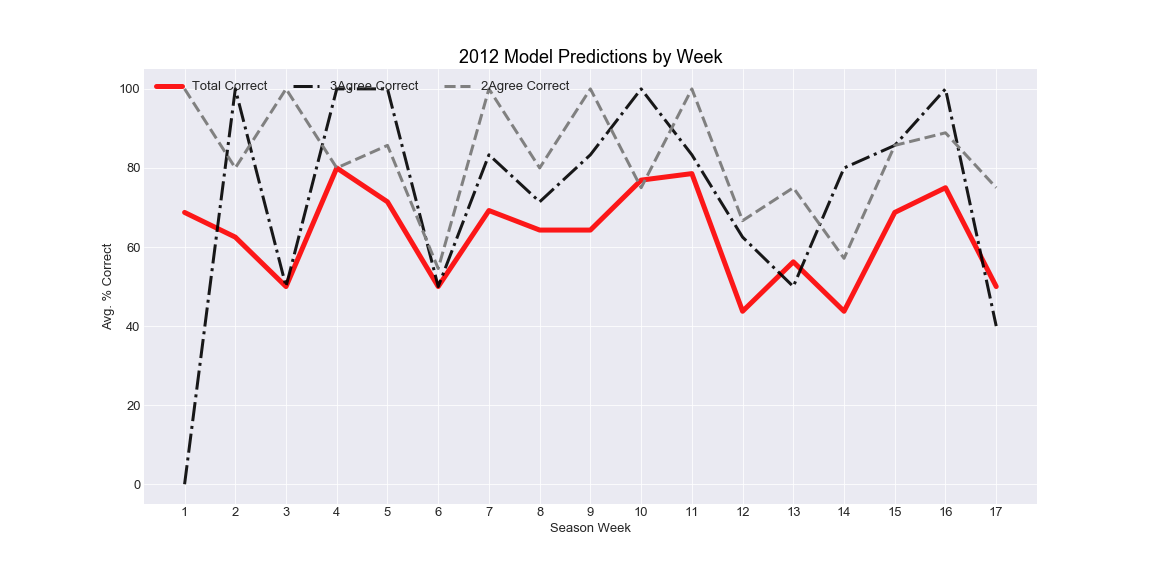 2012 Model Predictions by Week
Total Correct 3Agree Correct 2Agree Correct
100
80
60
40
20
0
Avg. % Correct
1 2 3 4 5 6 7 8 9 10 11 12 13 14 15 16 17
Season Week